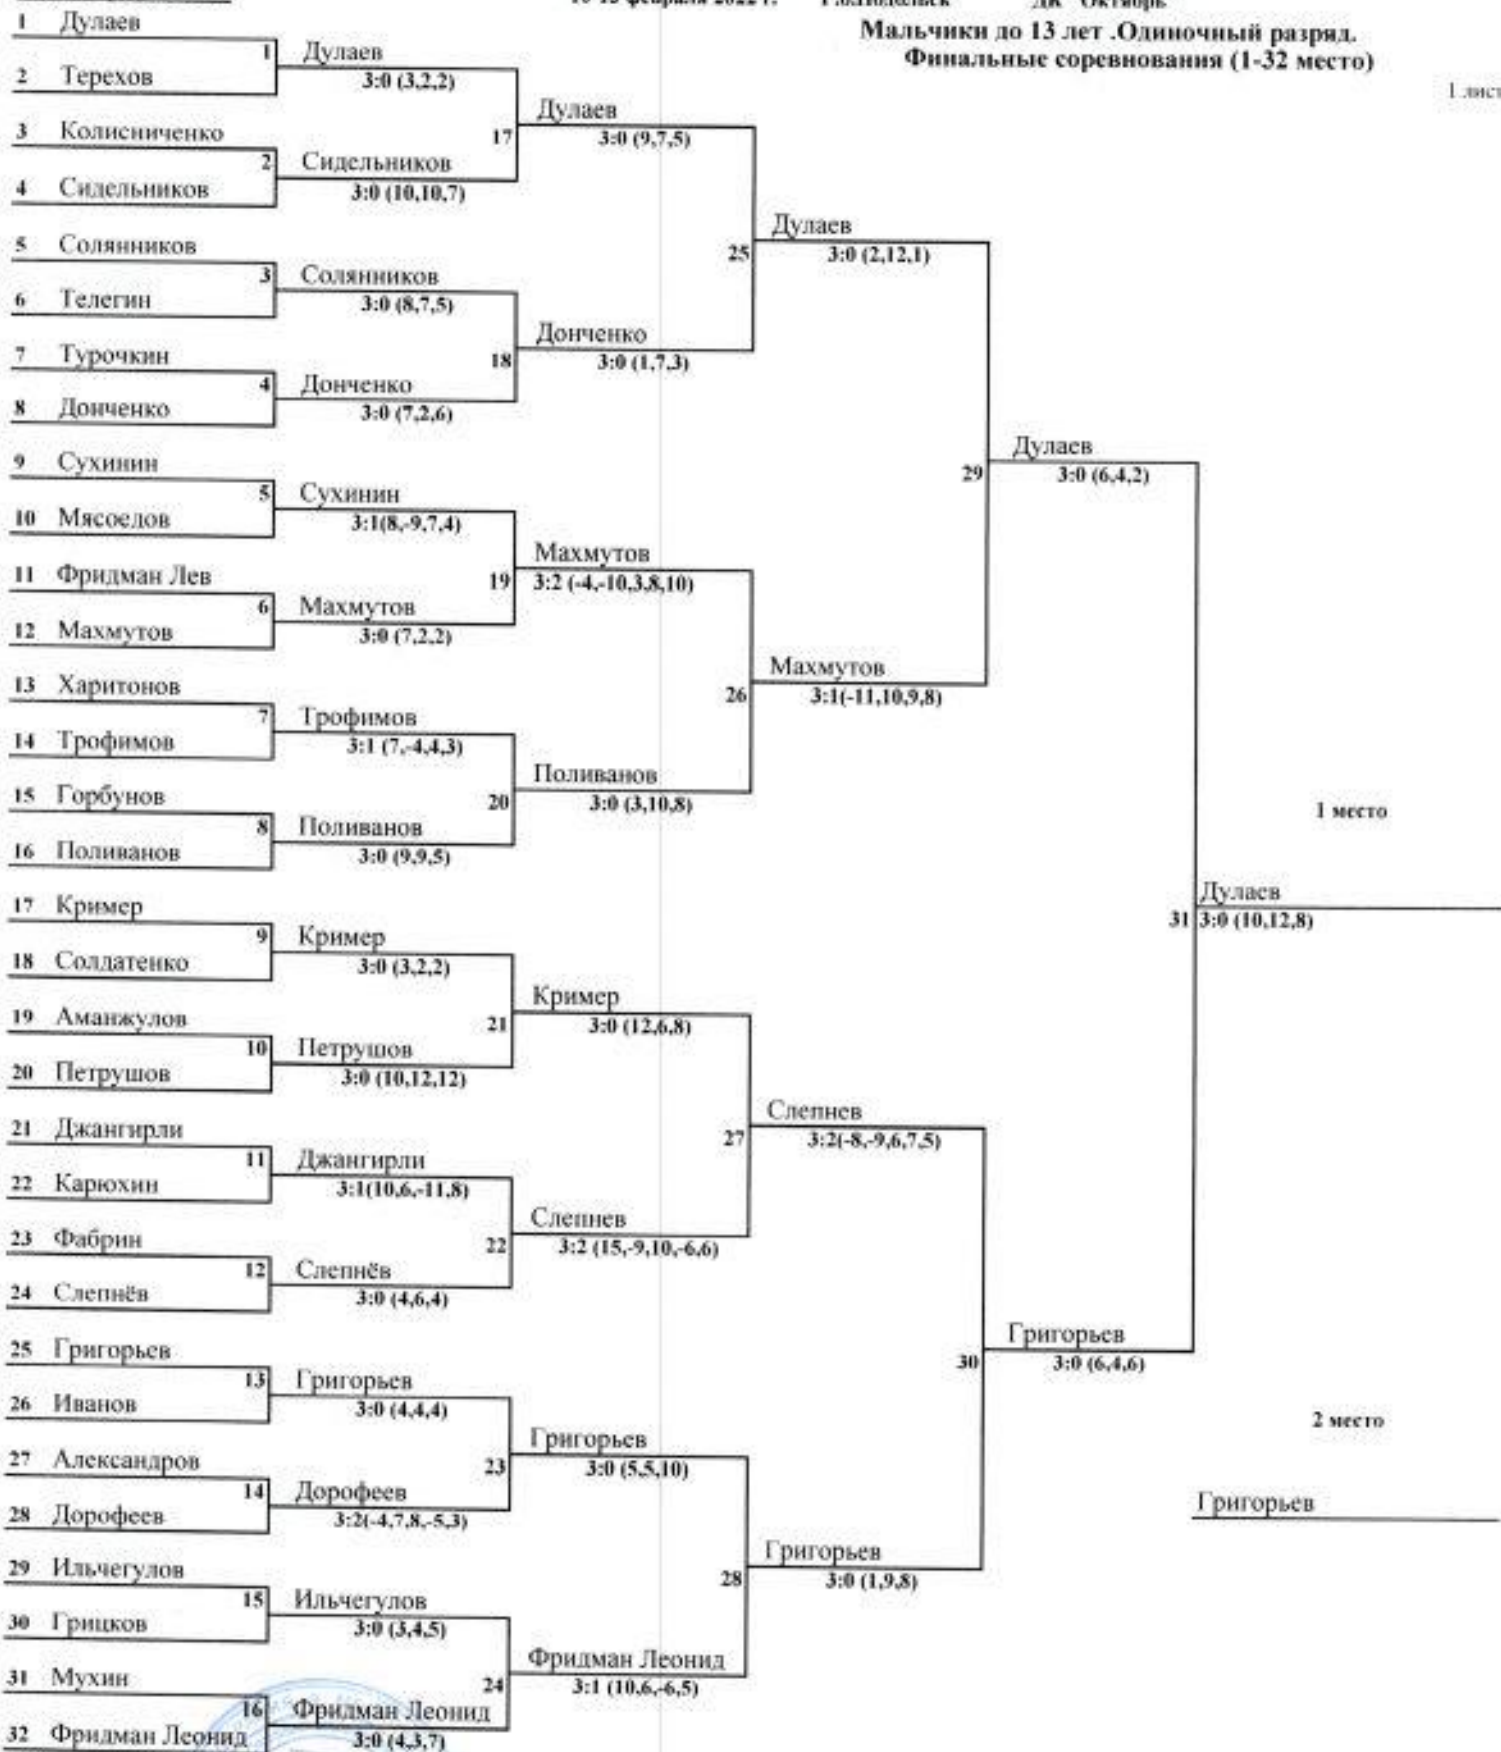 Мальчики до 13 лет .Одиночный разряд.
Финальные соревнования (1-32 место)
1 лист
1 Дулаев
2 Терехов
3 Колисниченко
4 Сидельников
5 Солянников
6 Телегин
7 Турочкин
8 Донченко
9 Сухинин
10 Мясоедов
11 Фридман Лев
12 Махмутов
13 Харитонов
14 Трофимов
15 Горбунов
16 Поливанов
17 Кример
18 Солдатенко
19 Аманжулов
20 Петрушов
21 Джангирли
22 Карюхин
23 Фабрин
24 Слепнёв
25 Григорьев
26 Иванов
27 Александров
28 Дорофеев
29 Ильчегулов
30 Грицков
31 Мухин
32 Фридман Леонид
1 Дулаев
3:0 (3,2,2)
2 Сидельников
3:0 (10,10,7)
3 Солянников
3:0 (8,7,5)
4 Донченко
3:0 (7,2,6)
5 Сухинин
3:1(8,-9,7,4)
6 Махмутов
3:0 (7,2,2)
7 Трофимов
3:1 (7,-4,4,3)
8 Поливанов
3:0 (9,9,5)
9 Кример
3:0 (3,2,2)
10 Петрушов
3:0 (10,12,12)
11 Джангирли
3:1(10,6,-11,8)
12 Слепнёв
3:0 (4,6,4)
13 Григорьев
3:0 (4,4,4)
14 Дорофеев
3:2(-4,7,8,-5,3)
15 Ильчегулов
3:0 (3,4,5)
16 Фридман Леонид
3:0 (4,3,7)
17 Дулаев
3:0 (9,7,5)
18 Донченко
3:0 (1,7,3)
19 Махмутов
3:2 (-4,-10,3,8,10)
20 Поливанов
3:0 (3,10,8)
21 Кример
3:0 (12,6,8)
22 Слепнев
3:2 (15,-9,10,-6,6)
23 Григорьев
3:0 (5,5,10)
24 Фридман Леонид
3:1 (10,6,-6,5)
25 Дулаев
3:0 (2,12,1)
26 Махмутов
3:1(-11,10,9,8)
27 Слепнев
3:2(-8,-9,6,7,5)
28 Григорьев
3:0 (1,9,8)
29 Дулаев
3:0 (6,4,2)
30 Григорьев
3:0 (6,4,6)
1 место
31 Дулаев
3:0 (10,12,8)
2 место
Григорьев